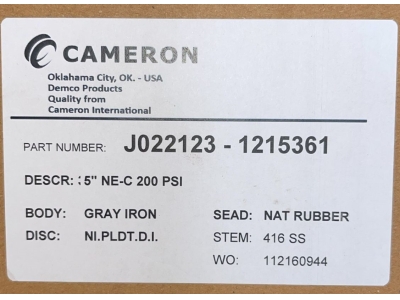 CAMERON
Oklahoma City, OK. - USA
Demco Products
Quality from
Cameron International
PART NUMBER: J022123 - 1215361
DESCR: 5" NE-C 200 PSI
BODY: GRAY IRON SEAD: NAT RUBBER
DISC: NI.PLDT.D.I. STEM: 416 SS
WO: 112160944